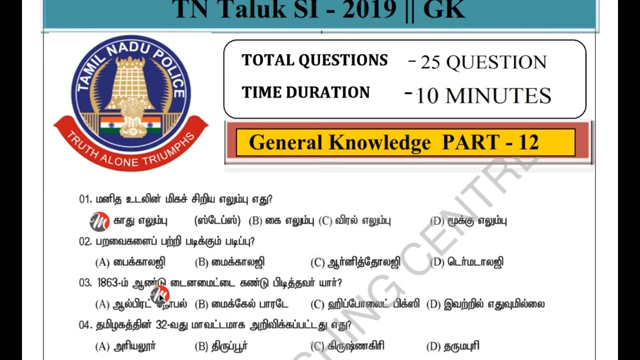 TN Taluk SI - 2019 || GK
TAMIL NADU POLICE
TRUTH ALONE TRIUMPHS
TOTAL QUESTIONS - 25 QUESTION
TIME DURATION - 10 MINUTES
General Knowledge PART - 12
01. மனித உடலின் மிகச் சிறிய எலும்பு எது?
காது எலும்பு (ஸ்டேப்ஸ்) (B) கை எலும்பு (C) விரல் எலும்பு (D) மூக்கு எலும்பு
02. பறவைகளைப் பற்றி படிக்கும் படிப்பு?
(A) பைக்காலஜி (B) மைக்காலஜி (C) ஆர்னித்தோலஜி (D) டெர்மடாலஜி
03. 1863-ம் ஆண்டு டைனமைட்டை கண்டு பிடித்தவர் யார்?
(A) ஆல்பிரட் நோபல் (B) மைக்கேல் பாரடே (C) ஹிப்போலைட் பிக்ஸி (D) இவற்றில் எதுவுமில்லை
04. தமிழகத்தின் 32-வது மாவட்டமாக அறிவிக்கப்பட்டது எது?
(A) அரியலூர் (B) திருப்பூர் (C) கிருஷ்ணகிரி (D) தருமபுரி